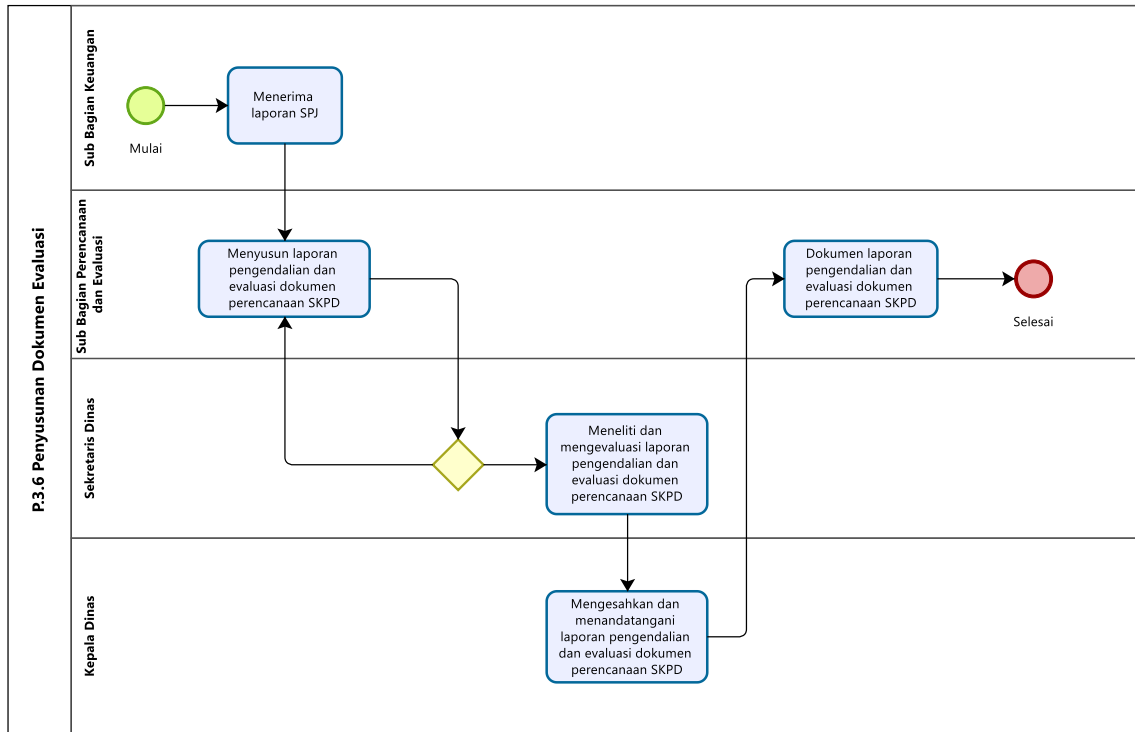 P.3.6 Penyusunan Dokumen Evaluasi
Sub Bagian Keuangan
Mulai
Menerima
laporan SPJ
Sub Bagian Perencanaan
dan Evaluasi
Menyusun laporan
pengendalian dan
evaluasi dokumen
perencanaan SKPD
Dokumen laporan
pengendalian dan
evaluasi dokumen
perencanaan SKPD
Selesai
Sekretaris Dinas
Meneliti dan
mengevaluasi laporan
pengendalian dan
evaluasi dokumen
perencanaan SKPD
Kepala Dinas
Mengesahkan dan
menandatangani
laporan pengendalian
dan evaluasi dokumen
perencanaan SKPD